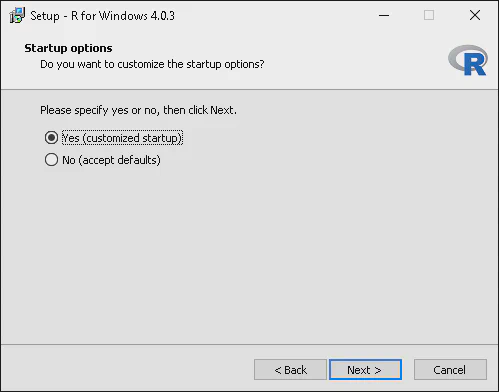 Setup - R for Windows 4.0.3
Startup options
Do you want to customize the startup options?
R
Please specify yes or no, then click Next.
Yes (customized startup)
No (accept defaults)
< Back
Next >
Cancel